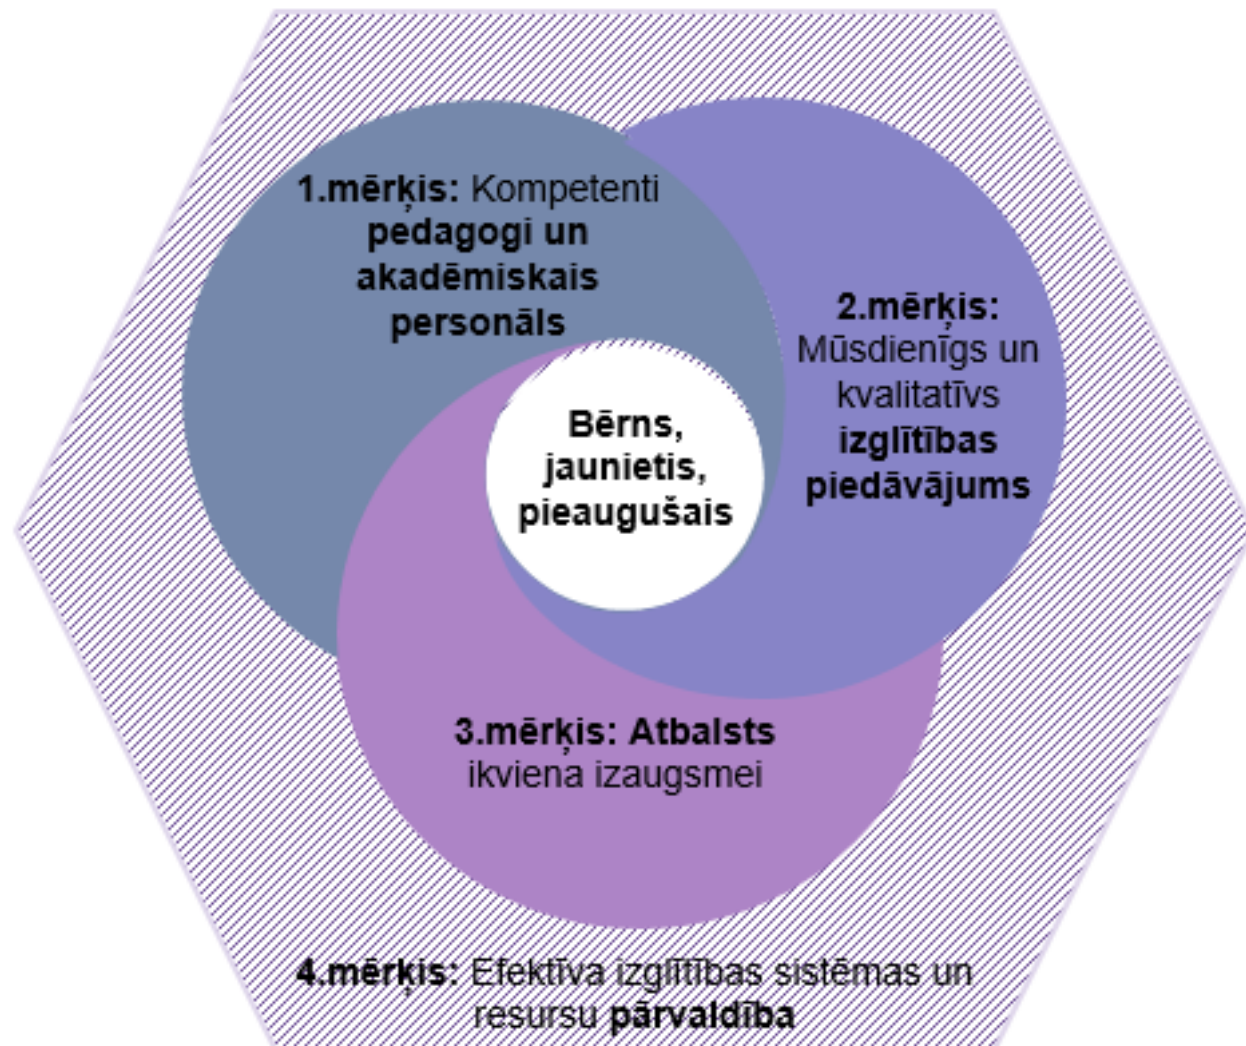 1.mērķis: Kompetenti
pedagogi un
akadēmiskais
personāls
2.mērķis:
Mūsdienīgs un
kvalitatīvs
izglītības
piedāvājums
Bērns,
jaunietis,
pieaugušais
3.mērķis: Atbalsts
ikviena izaugsmei
4.mērķis: Efektīva izglītības sistēmas un
resursu pārvaldība